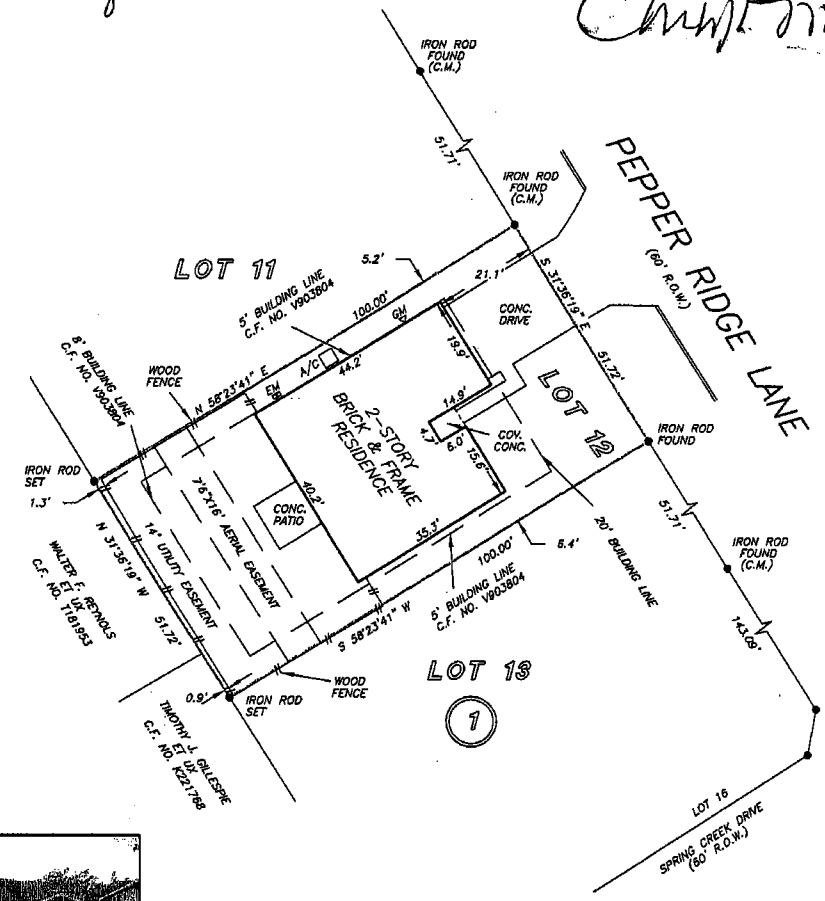 IRON ROD
FOUND
(C.M.)
51.71'
IRON ROD
FOUND
(C.M.)
PEPPER RIDGE LANE
(60' R.O.W.)
LOT 11
5.2'
21.1'
S 31°36'19" E
5' BUILDING LINE
C.F. NO. V903804
100.00'
GM
CONC.
DRIVE
8' BUILDING LINE
C.F. NO. V903804
WOOD
FENCE
N 58°23'41" E
A/C
EM
44.2'
19.9'
51.72'
2-STORY
BRICK & FRAME
RESIDENCE
14.9'
4.7'
6.0'
COV.
CONC.
LOT 12
IRON ROD
FOUND
IRON ROD
SET
1.3'
15.6'
40.2'
CONC.
PATIO
7'6"X16' AERIAL EASEMENT
14' UTILITY EASEMENT
35.3'
20' BUILDING LINE
51.71'
IRON ROD
FOUND
(C.M.)
N 31°36'19" W
51.72'
WALTER F. REYNOLS
ET UX
C.F. NO. T181953
100.00'
5' BUILDING LINE
C.F. NO. V903804
S 58°23'41" W
143.09'
LOT 13
1
WOOD
FENCE
0.9'
IRON ROD
SET
TIMOTHY J. GILLESPIE
ET UX
C.F. NO. K221768
LOT 16
SPRING CREEK DRIVE
(60' R.O.W.)